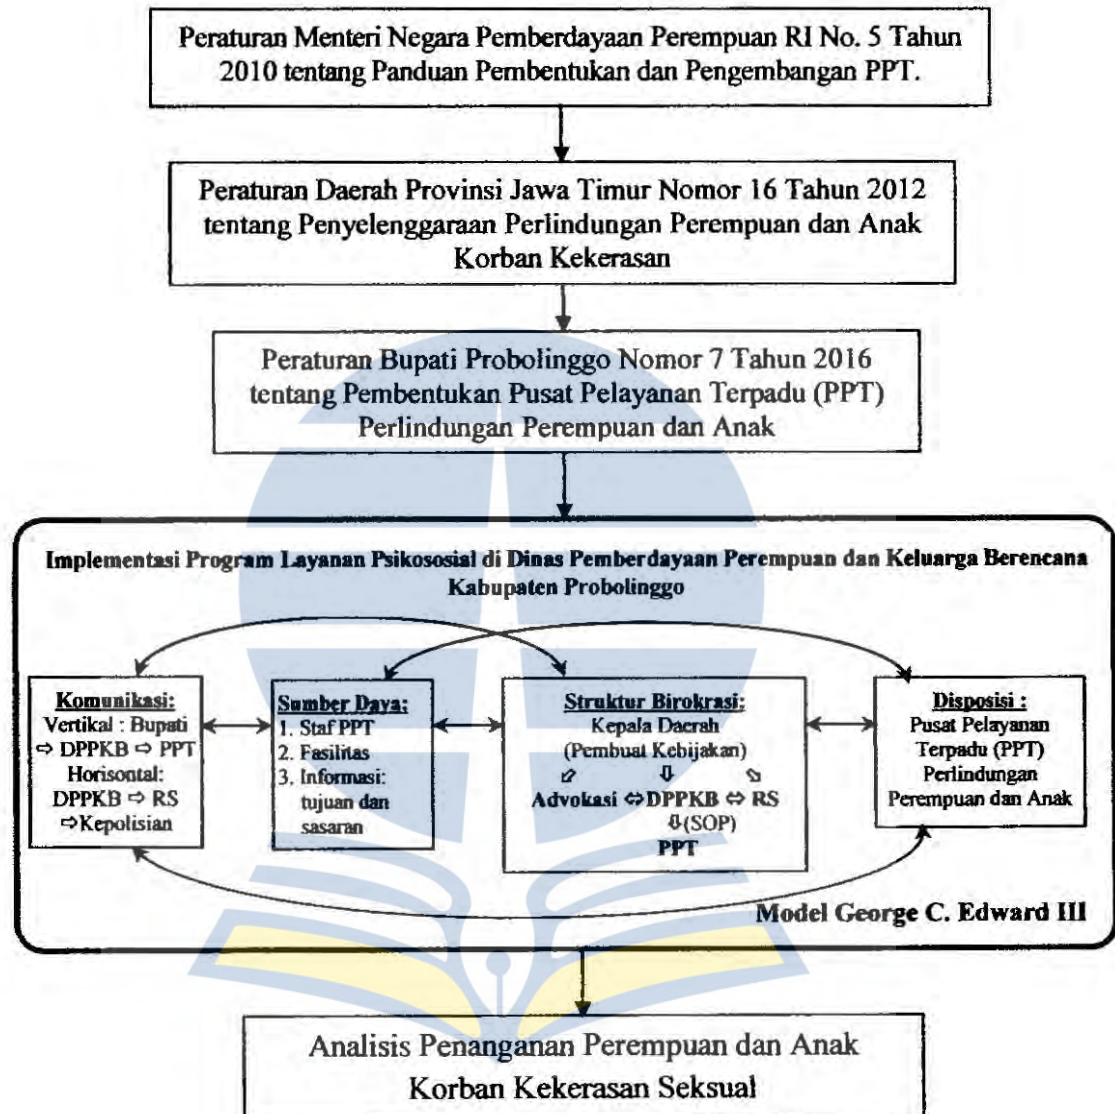 Peraturan Menteri Negara Pemberdayaan Perempuan RI No. 5 Tahun
2010 tentang Panduan Pembentukan dan Pengembangan PPT.
Peraturan Daerah Provinsi Jawa Timur Nomor 16 Tahun 2012
tentang Penyelenggaraan Perlindungan Perempuan dan Anak
Korban Kekerasan
Peraturan Bupati Probolinggo Nomor 7 Tahun 2016
tentang Pembentukan Pusat Pelayanan Terpadu (PPT)
Perlindungan Perempuan dan Anak
Implementasi Program Layanan Psikososial di Dinas Pemberdayaan Perempuan dan Keluarga Berencana
Kabupaten Probolinggo
Komunikasi:
Vertikal : Bupati
⇨ DPPKB ⇨ PPT
Horisontal:
DPPKB ⇨ RS
⇨Kepolisian
Sumber Daya:
1. Staf PPT
2. Fasilitas
3. Informasi:
tujuan dan
sasaran
Struktur Birokrasi:
Kepala Daerah
(Pembuat Kebijakan)
Advokasi ⇔DPPKB ⇔ RS
⇩(SOP)
PPT
Disposisi :
Pusat Pelayanan
Terpadu (PPT)
Perlindungan
Perempuan dan Anak
Model George C. Edward III
Analisis Penanganan Perempuan dan Anak
Korban Kekerasan Seksual